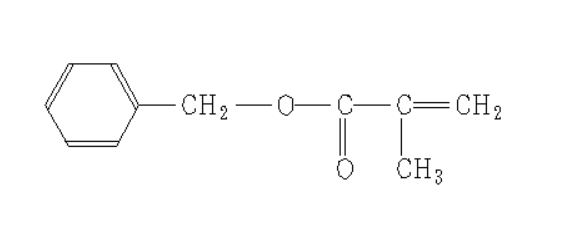 CH₂ O C C CH₂
O CH₃